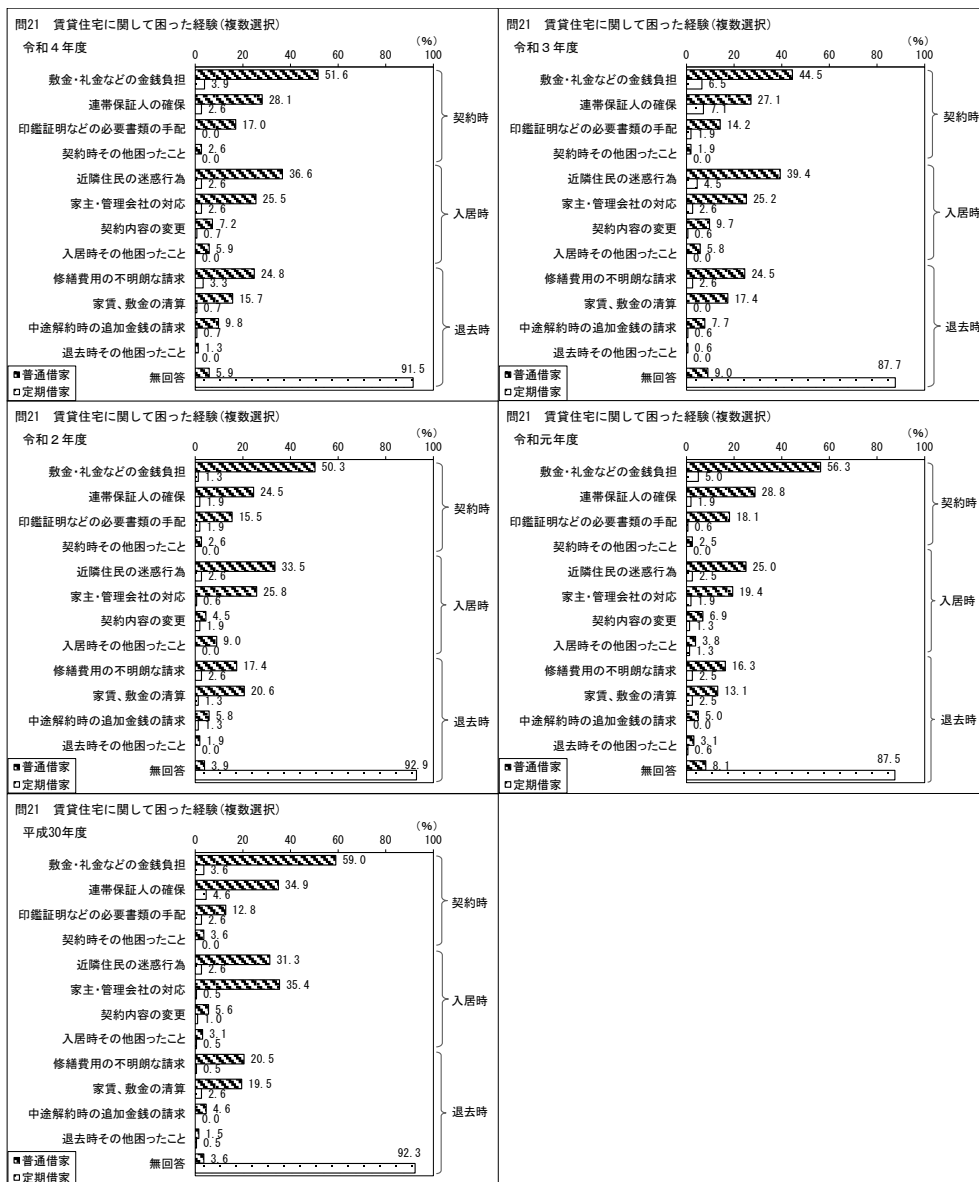 問21　賃貸住宅に関して困った経験(複数選択)
令和４年度
(％)
0 20 40 60 80 100
敷金・礼金などの金銭負担 51.6 3.9
連帯保証人の確保 28.1 2.6
印鑑証明などの必要書類の手配 17.0 0.0
契約時その他困ったこと 2.6 0.0
契約時
近隣住民の迷惑行為 36.6 2.6
家主・管理会社の対応 25.5 2.6
契約内容の変更 7.2 0.7
入居時その他困ったこと 5.9 0.0
入居時
修繕費用の不明朗な請求 24.8 3.3
家賃、敷金の清算 15.7 0.7
中途解約時の追加金銭の請求 9.8 0.7
退去時その他困ったこと 1.3 0.0
退去時
無回答 5.9 91.5
普通借家
定期借家
問21　賃貸住宅に関して困った経験(複数選択)
令和３年度
(％)
0 20 40 60 80 100
敷金・礼金などの金銭負担 44.5 6.5
連帯保証人の確保 27.1 7.1
印鑑証明などの必要書類の手配 14.2 1.9
契約時その他困ったこと 1.9 0.0
契約時
近隣住民の迷惑行為 39.4 4.5
家主・管理会社の対応 25.2 2.6
契約内容の変更 9.7 0.6
入居時その他困ったこと 5.8 0.0
入居時
修繕費用の不明朗な請求 24.5 2.6
家賃、敷金の清算 17.4 0.0
中途解約時の追加金銭の請求 7.7 0.6
退去時その他困ったこと 0.6 0.0
退去時
無回答 9.0 87.7
普通借家
定期借家
問21　賃貸住宅に関して困った経験(複数選択)
令和２年度
(％)
0 20 40 60 80 100
敷金・礼金などの金銭負担 50.3 1.3
連帯保証人の確保 24.5 1.9
印鑑証明などの必要書類の手配 15.5 1.9
契約時その他困ったこと 2.6 0.0
契約時
近隣住民の迷惑行為 33.5 2.6
家主・管理会社の対応 25.8 0.6
契約内容の変更 4.5 1.9
入居時その他困ったこと 9.0 0.0
入居時
修繕費用の不明朗な請求 17.4 2.6
家賃、敷金の清算 20.6 1.3
中途解約時の追加金銭の請求 5.8 1.3
退去時その他困ったこと 1.9 0.0
退去時
無回答 3.9 92.9
普通借家
定期借家
問21　賃貸住宅に関して困った経験(複数選択)
令和元年度
(％)
0 20 40 60 80 100
敷金・礼金などの金銭負担 56.3 5.0
連帯保証人の確保 28.8 1.9
印鑑証明などの必要書類の手配 18.1 0.6
契約時その他困ったこと 2.5 0.0
契約時
近隣住民の迷惑行為 25.0 2.5
家主・管理会社の対応 19.4 1.9
契約内容の変更 6.9 1.3
入居時その他困ったこと 3.8 1.3
入居時
修繕費用の不明朗な請求 16.3 2.5
家賃、敷金の清算 13.1 2.5
中途解約時の追加金銭の請求 5.0 0.0
退去時その他困ったこと 3.1 0.6
退去時
無回答 8.1 87.5
普通借家
定期借家
問21　賃貸住宅に関して困った経験(複数選択)
平成30年度
(％)
0 20 40 60 80 100
敷金・礼金などの金銭負担 59.0 3.6
連帯保証人の確保 34.9 4.6
印鑑証明などの必要書類の手配 12.8 2.6
契約時その他困ったこと 3.6 0.0
契約時
近隣住民の迷惑行為 31.3 2.6
家主・管理会社の対応 35.4 0.5
契約内容の変更 5.6 1.0
入居時その他困ったこと 3.1 0.5
入居時
修繕費用の不明朗な請求 20.5 0.5
家賃、敷金の清算 19.5 2.6
中途解約時の追加金銭の請求 4.6 0.0
退去時その他困ったこと 1.5 0.5
退去時
無回答 3.6 92.3
普通借家
定期借家